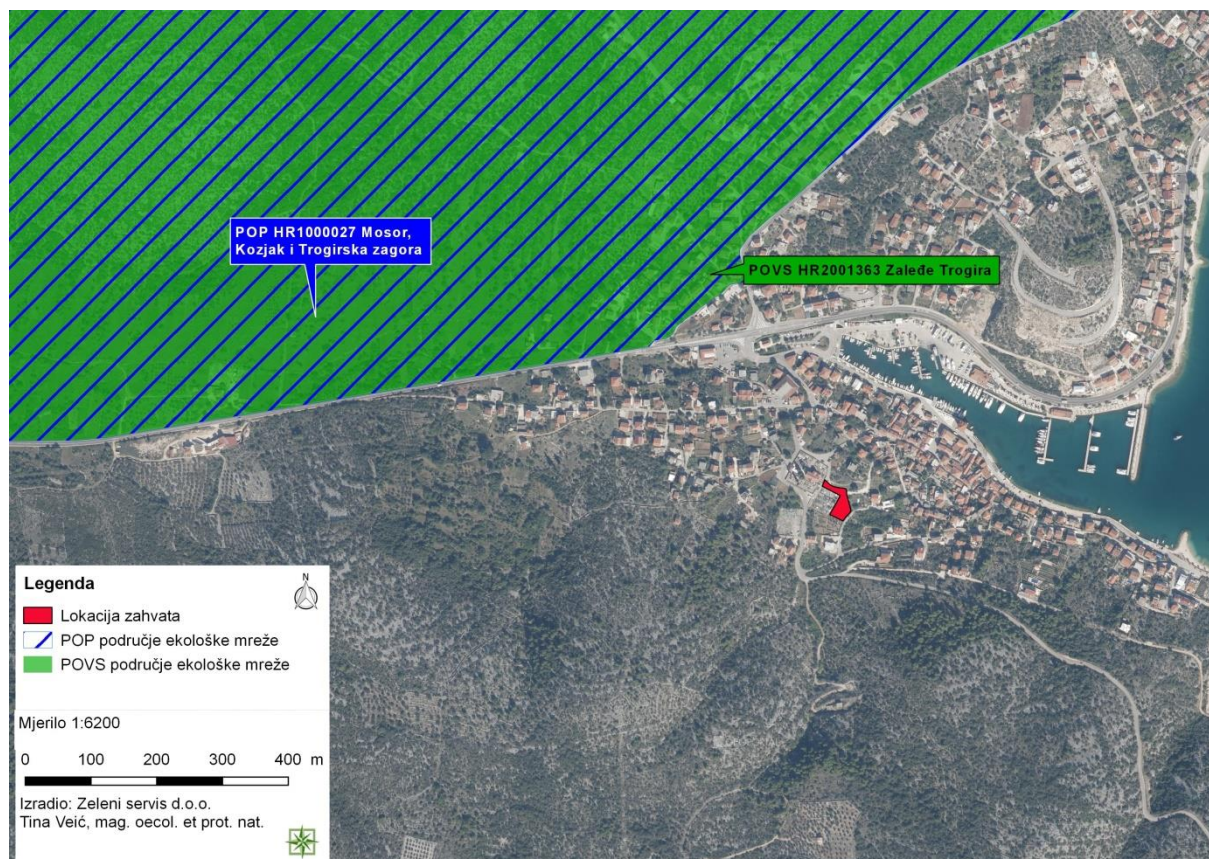 POP HR1000027 Mosor,
Kozjak i Trogirska zagora
POVS HR2001363 Zaleđe Trogira
Legenda
N
Lokacija zahvata
POP područje ekološke mreže
POVS područje ekološke mreže
Mjerilo 1:6200
0 100 200 300 400 m
Izradio: Zeleni servis d.o.o.
Tina Veić, mag. oecol. et prot. nat.